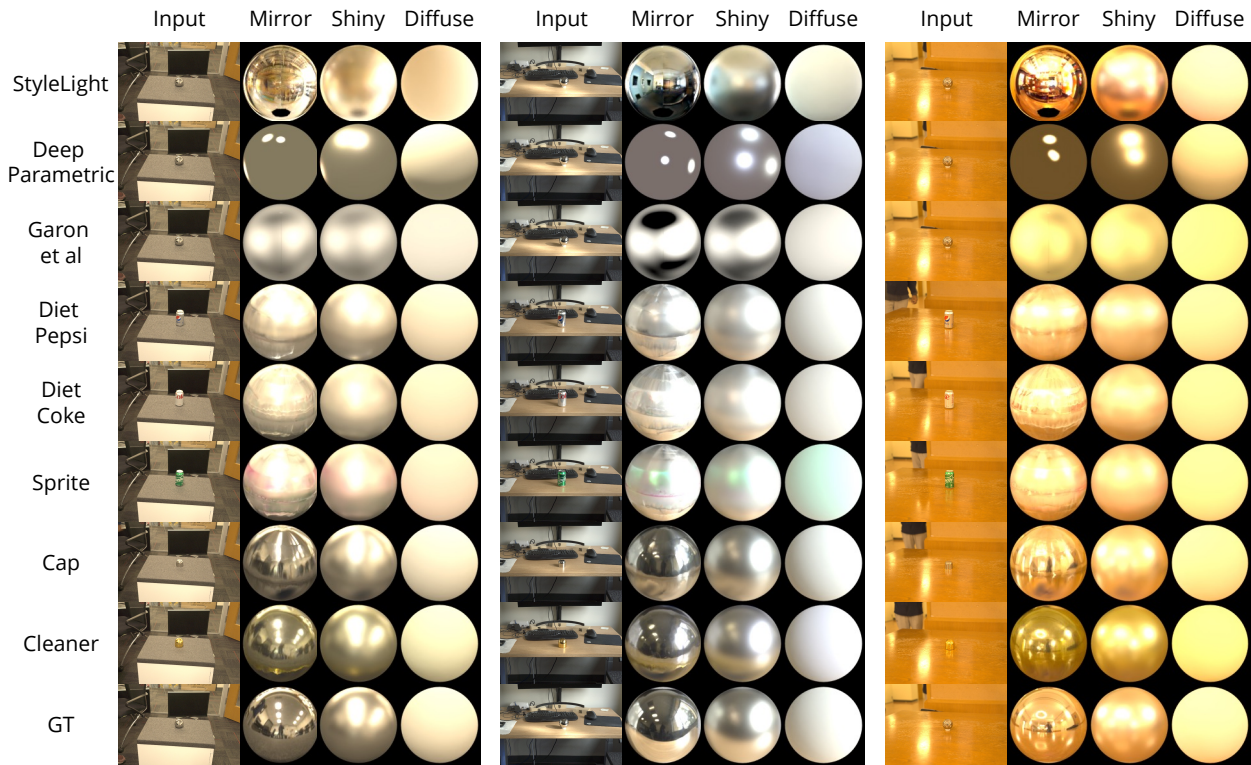 Input Mirror Shiny Diffuse Input Mirror Shiny Diffuse Input Mirror Shiny Diffuse
StyleLight
Deep
Parametric
Garon
et al
Diet
Pepsi
Diet
Coke
Sprite
Cap
Cleaner
GT